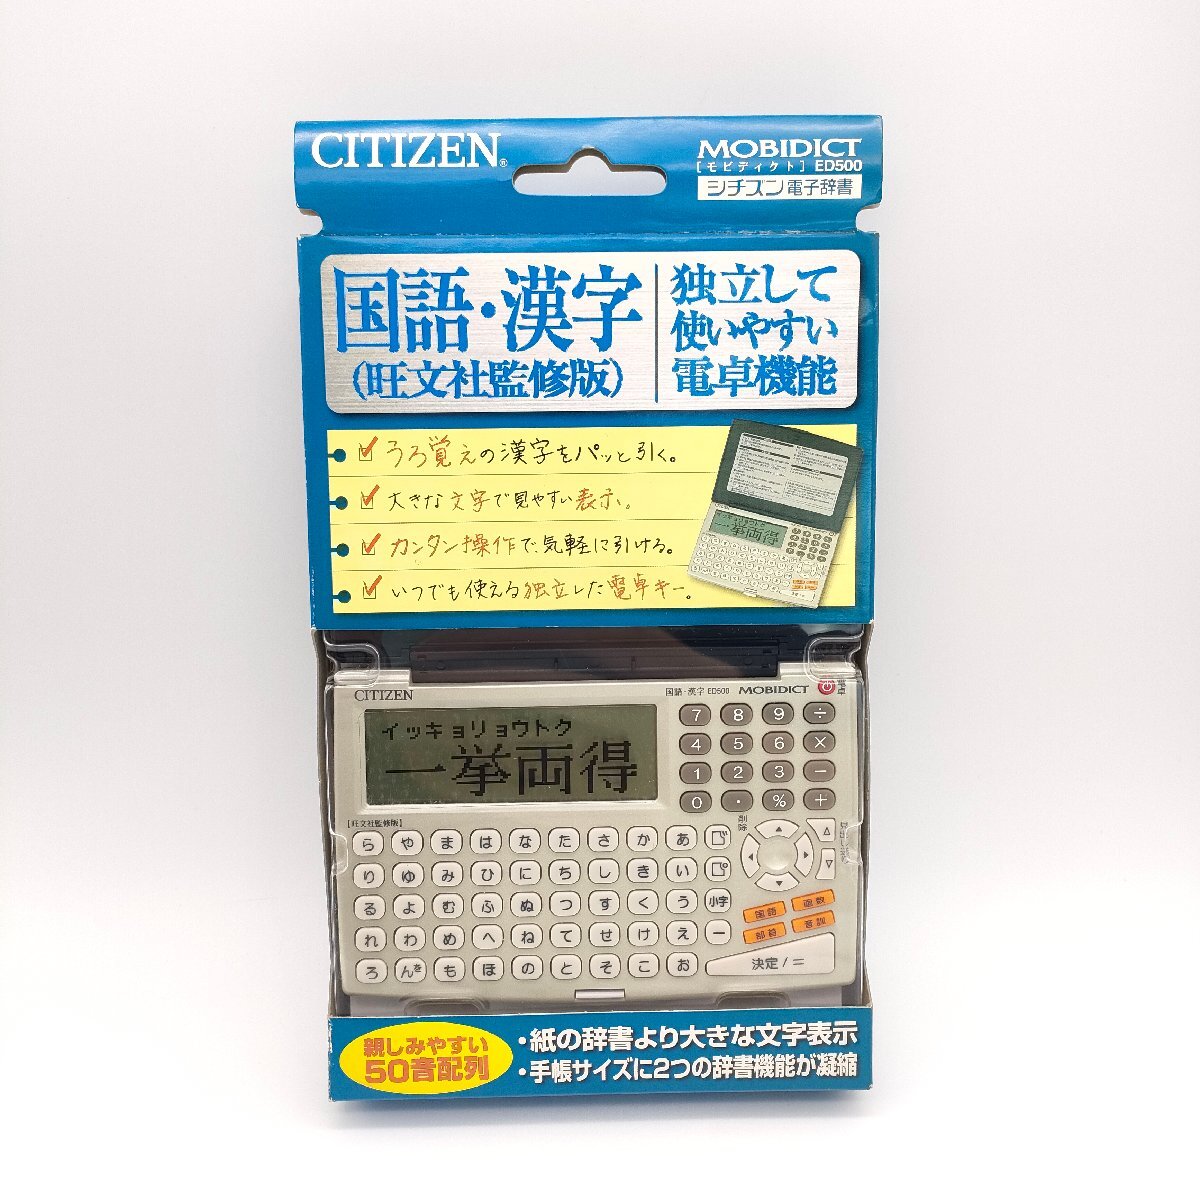 CITIZEN®
MOBIDICT
[モビディクト] ED500
シチズン電子辞書
国語・漢字
(旺文社監修版)
独立して
使いやすい
電卓機能
うろ覚えの漢字をパッと引く。
大きな文字で見やすい表示。
カンタン操作で、気軽に引ける。
いつでも使える独立した電卓キー。
一挙両得
CITIZEN
国語・漢字 ED500 MOBIDICT
イッキョリョウトク
一挙両得
7 8 9 ÷
4 5 6 ×
1 2 3 −
0 ・ % +
[旺文社監修版]
削除
ら や ま は な た さ か あ ゛
り ゆ み ひ に ち し き い ゜
る よ む ふ ぬ つ す く う 小字
れ わ め へ ね て せ け え ー
ろ んを も ほ の と そ こ お
▲ ◀ ▶ ▼ △ ▽
国語 画数
部首 音訓
決定/=
親しみやすい
50音配列
・紙の辞書より大きな文字表示
・手帳サイズに2つの辞書機能が凝縮